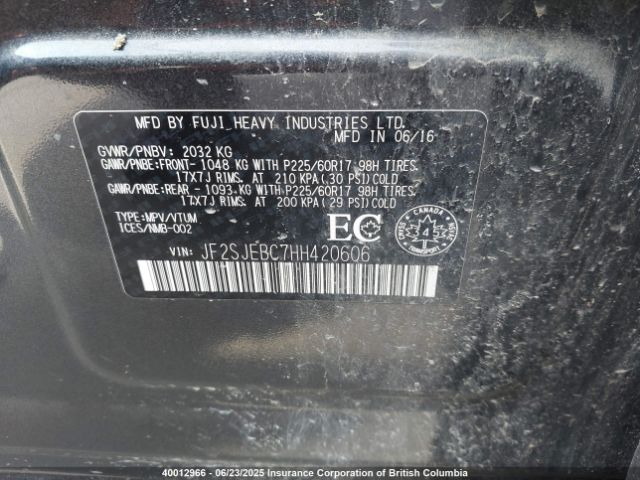 MFD BY FUJI HEAVY INDUSTRIES LTD.
MFD IN 06/16
GVWR/PNBV: 2032 KG
GAWR/PNBE:FRONT- 1048 KG WITH P225/60R17 98H TIRES.
17X7J RIMS. AT 210 KPA(30 PSI)COLD
GAWR/PNBE:REAR - 1093 KG WITH P225/60R17 98H TIRES.
17X7J RIMS. AT 200 KPA(29 PSI)COLD
TYPE:MPV/VTUM
ICES/NMB-002
EC
CANADA
4
TRANSPORT
VIN: JF2SJEBC7HH420606
40012966 - 06/23/2025 Insurance Corporation of British Columbia